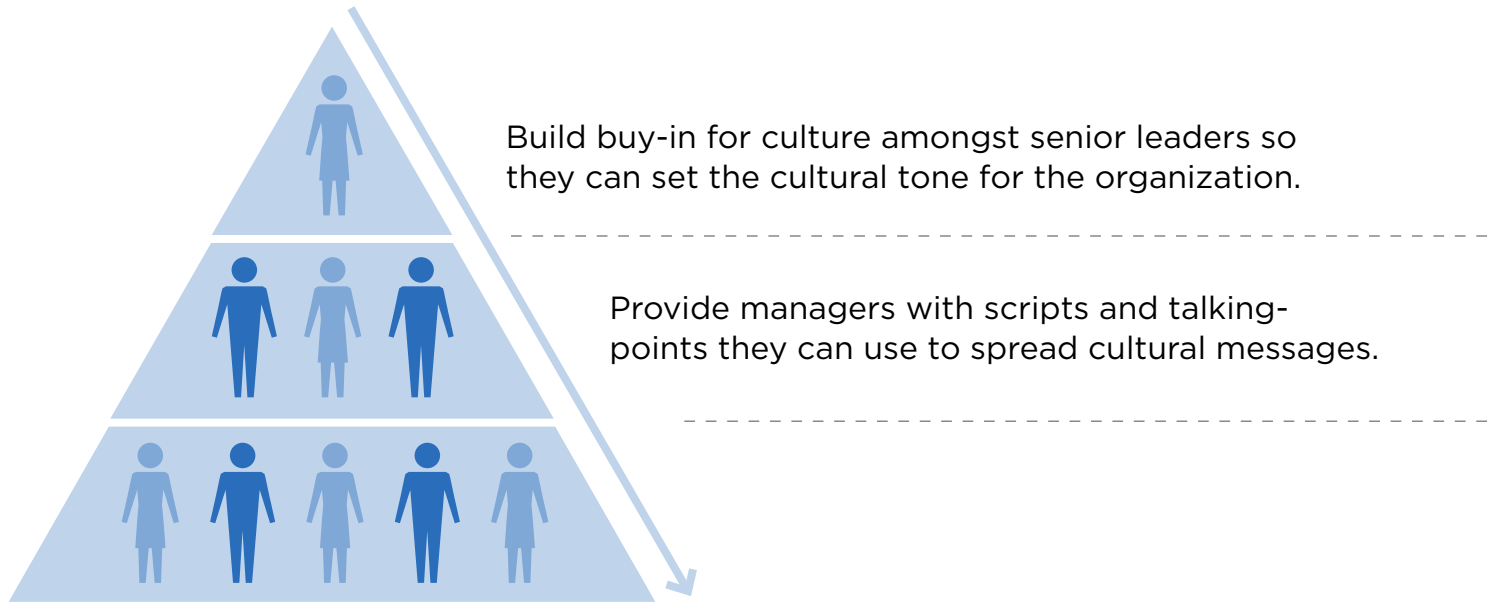 Build buy-in for culture amongst senior leaders so
they can set the cultural tone for the organization.
Provide managers with scripts and talking-
points they can use to spread cultural messages.